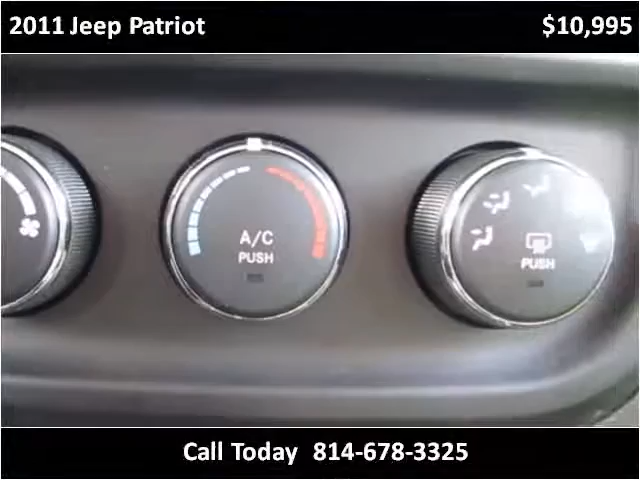 2011 Jeep Patriot $10,995
A/C
PUSH
PUSH
Call Today 814-678-3325